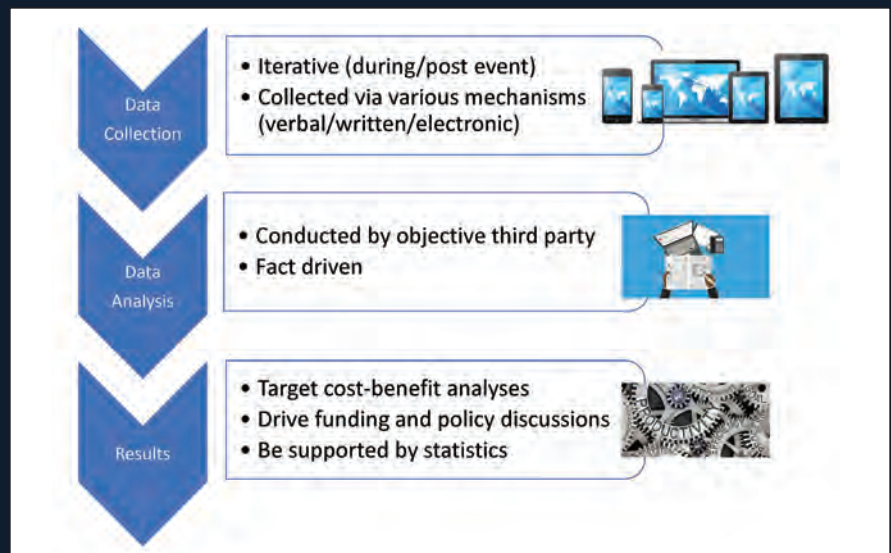 Data
Collection
• Iterative (during/post event)
• Collected via various mechanisms
(verbal/written/electronic)
Data
Analysis
• Conducted by objective third party
• Fact driven
Results
• Target cost-benefit analyses
• Drive funding and policy discussions
• Be supported by statistics
PRODUCTIVITY